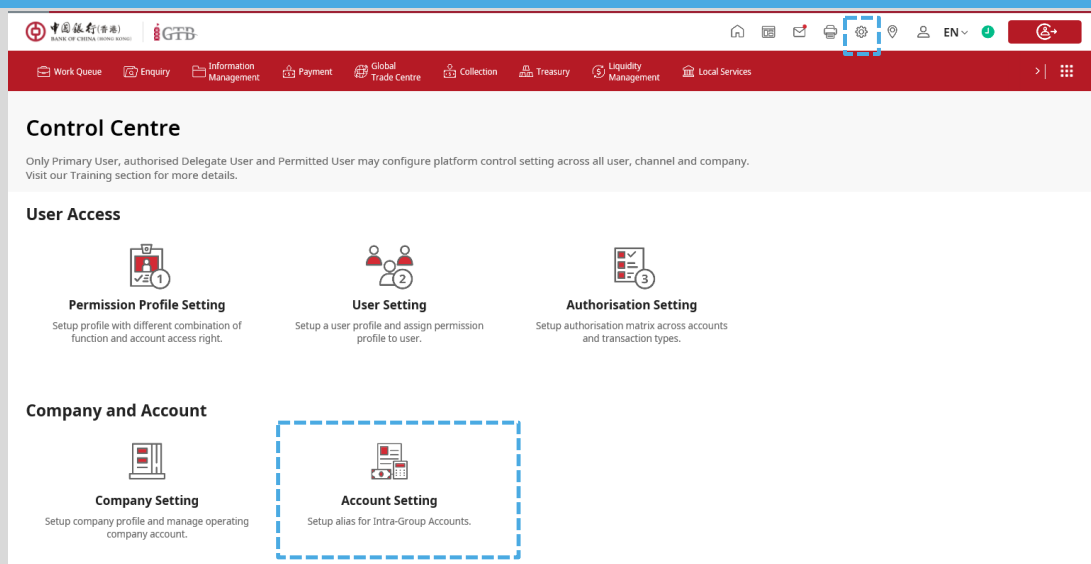 中国銀行(香港)
BANK OF CHINA (HONG KONG)
iGTB
EN
Work Queue
Enquiry
Information
Management
Payment
Global
Trade Centre
Collection
Treasury
Liquidity
Management
Local Services
Control Centre
Only Primary User, authorised Delegate User and Permitted User may configure platform control setting across all user, channel and company.
Visit our Training section for more details.
User Access
1
2
3
Permission Profile Setting
User Setting
Authorisation Setting
Setup profile with different combination of
function and account access right.
Setup a user profile and assign permission
profile to user.
Setup authorisation matrix across accounts
and transaction types.
Company and Account
Company Setting
Account Setting
Setup company profile and manage operating
company account.
Setup alias for Intra-Group Accounts.